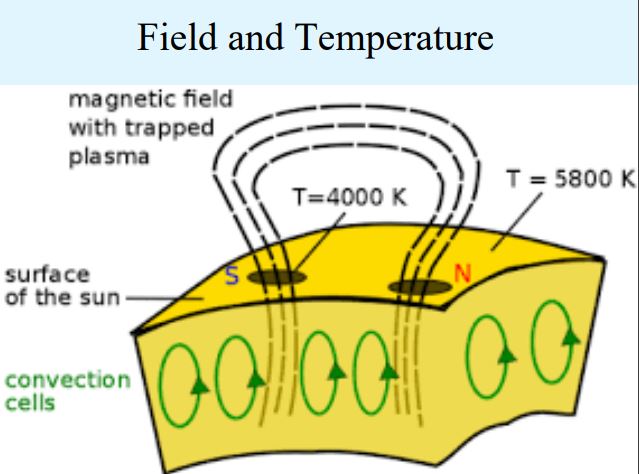 Field and Temperature
magnetic field
with trapped
plasma
T=4000 K
T = 5800 K
S
N
surface
of the sun
convection
cells